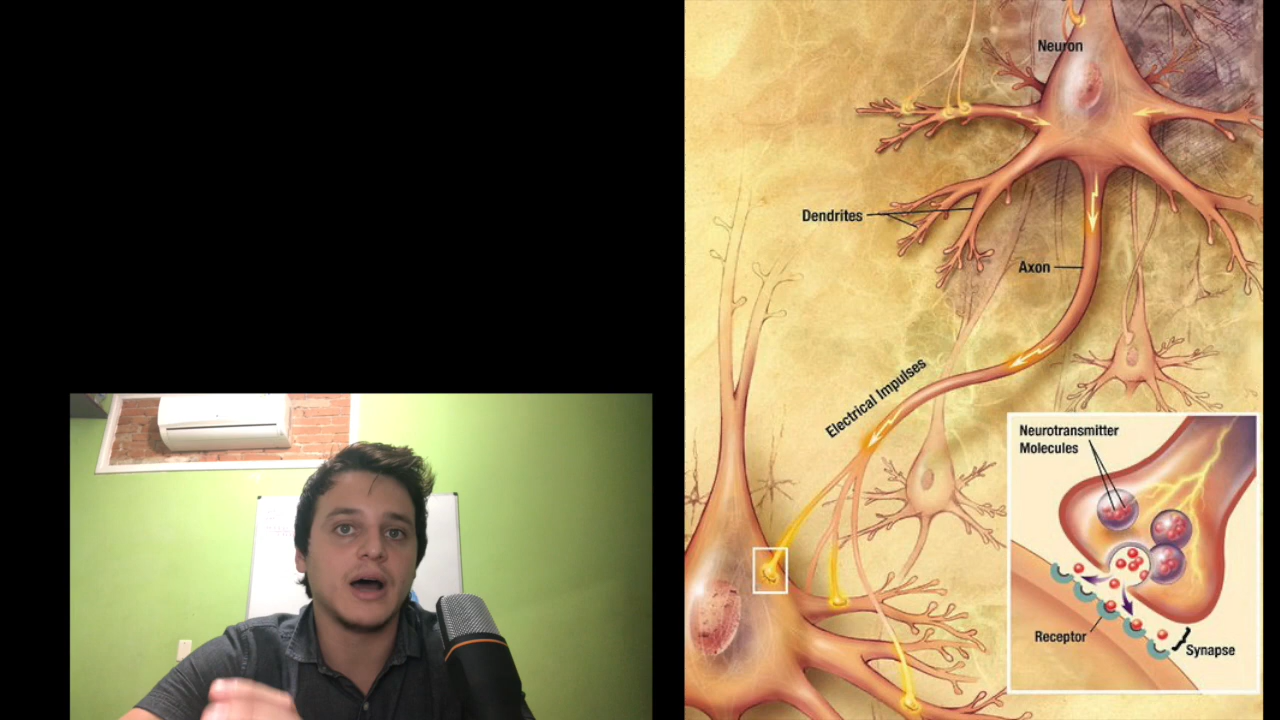 Neuron
Dendrites
Axon
Electrical Impulses
Neurotransmitter
Molecules
Receptor
Synapse